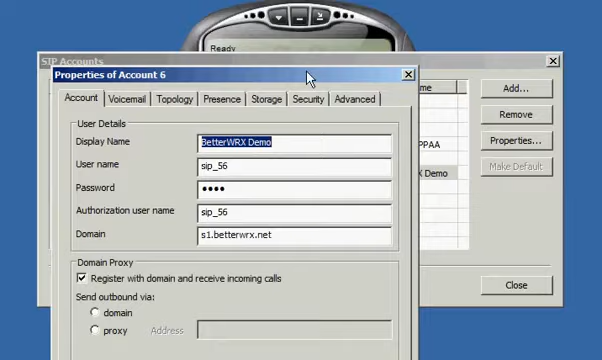 Ready
SIP Accounts
Properties of Account 6
Account Voicemail Topology Presence Storage Security Advanced
me
Add...
Remove
PPAA
Properties...
X Demo
Make Default
User Details
Display Name BetterWRX Demo
User name sip_56
Password ●●●●
Authorization user name sip_56
Domain s1.betterwrx.net
Domain Proxy
Register with domain and receive incoming calls
Close
Send outbound via:
domain
proxy Address